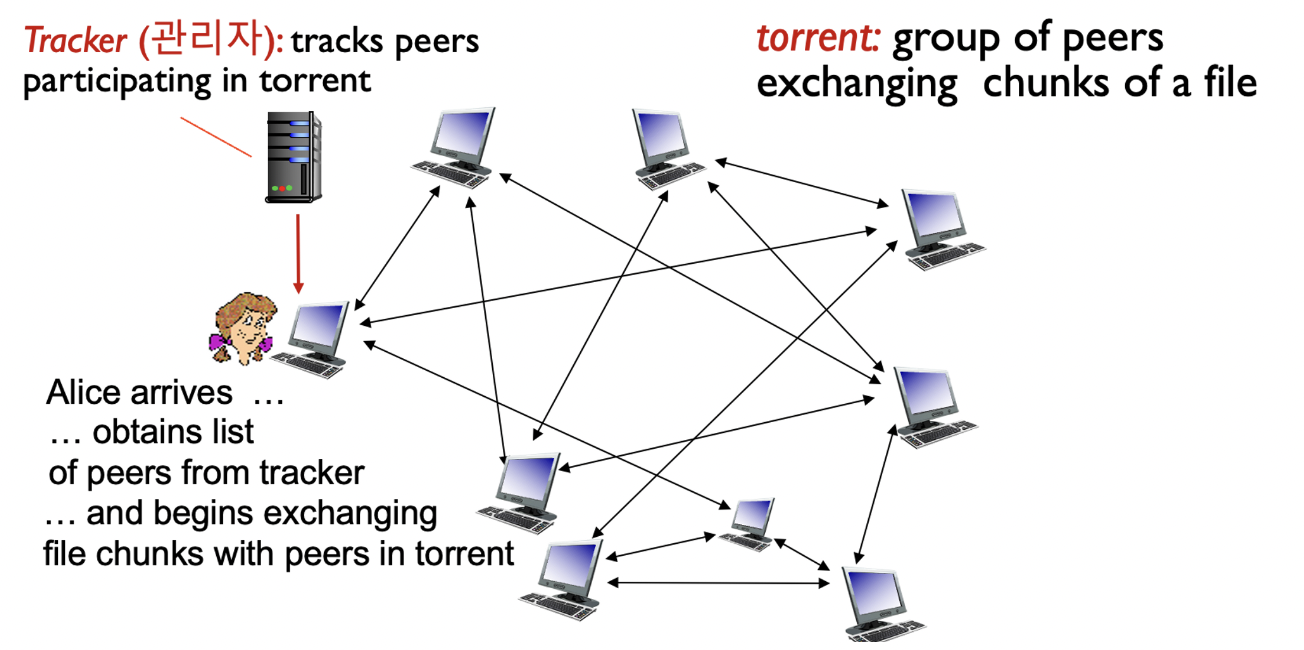 Tracker (관리자): tracks peers
participating in torrent
torrent: group of peers
exchanging chunks of a file
Alice arrives …
… obtains list
of peers from tracker
… and begins exchanging
file chunks with peers in torrent